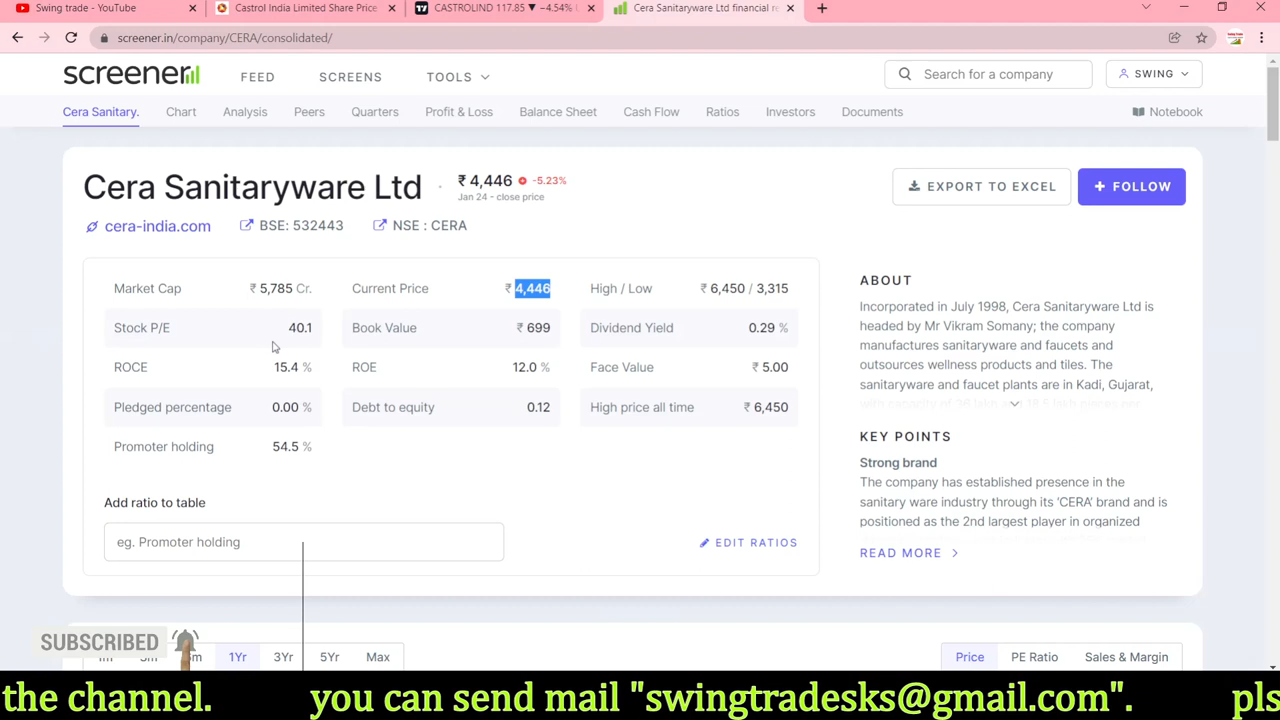 Swing trade - YouTube
Castrol India Limited Share Price
CASTROLIND 117.85 ▼ −4.54%
Cera Sanitaryware Ltd financial re
screener.in/company/CERA/consolidated/
screener
FEED
SCREENS
TOOLS
Search for a company
SWING
Cera Sanitary.
Chart
Analysis
Peers
Quarters
Profit & Loss
Balance Sheet
Cash Flow
Ratios
Investors
Documents
Notebook
Cera Sanitaryware Ltd
₹ 4,446 -5.23%
Jan 24 - close price
EXPORT TO EXCEL
+ FOLLOW
cera-india.com
BSE: 532443
NSE : CERA
Market Cap ₹ 5,785 Cr.
Current Price ₹ 4,446
High / Low ₹ 6,450 / 3,315
Stock P/E 40.1
Book Value ₹ 699
Dividend Yield 0.29 %
ROCE 15.4 %
ROE 12.0 %
Face Value ₹ 5.00
Pledged percentage 0.00 %
Debt to equity 0.12
High price all time ₹ 6,450
Promoter holding 54.5 %
Add ratio to table
eg. Promoter holding
EDIT RATIOS
ABOUT
Incorporated in July 1998, Cera Sanitaryware Ltd is
headed by Mr Vikram Somany; the company
manufactures sanitaryware and faucets and
outsources wellness products and tiles. The
sanitaryware and faucet plants are in Kadi, Gujarat,
KEY POINTS
Strong brand
The company has established presence in the
sanitary ware industry through its 'CERA' brand and is
positioned as the 2nd largest player in organized
READ MORE
SUBSCRIBED
1Yr
3Yr
5Yr
Max
Price
PE Ratio
Sales & Margin
the channel. you can send mail "swingtradesks@gmail.com". pls